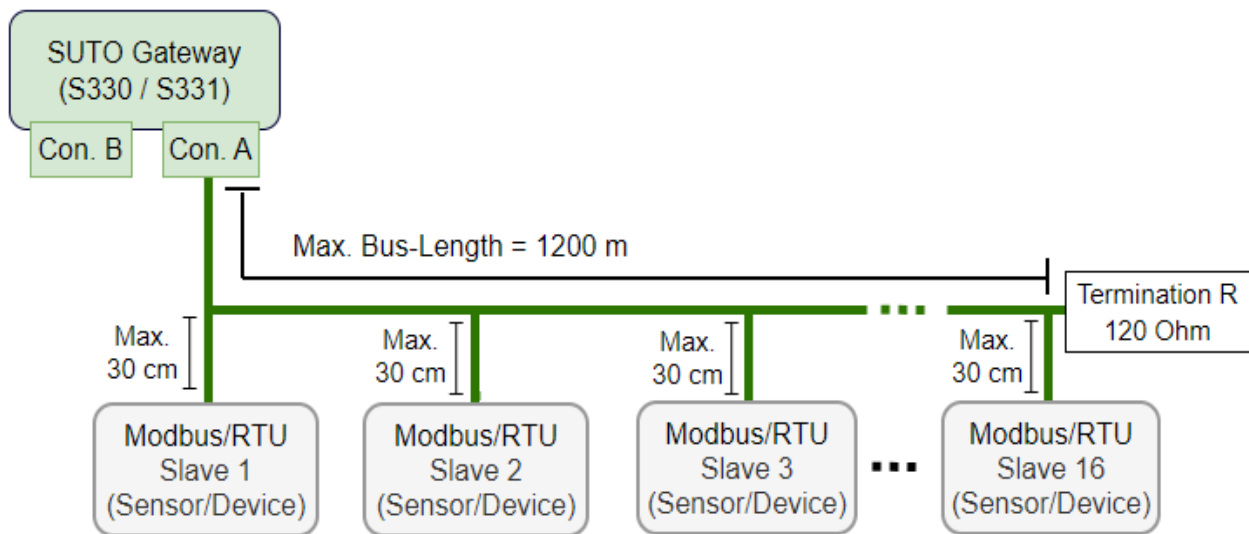 SUTO Gateway
(S330 / S331)
Con. B
Con. A
Max. Bus-Length = 1200 m
Termination R
120 Ohm
Max.
30 cm
Max.
30 cm
Max.
30 cm
Max.
30 cm
Modbus/RTU
Slave 1
(Sensor/Device)
Modbus/RTU
Slave 2
(Sensor/Device)
Modbus/RTU
Slave 3
(Sensor/Device)
Modbus/RTU
Slave 16
(Sensor/Device)